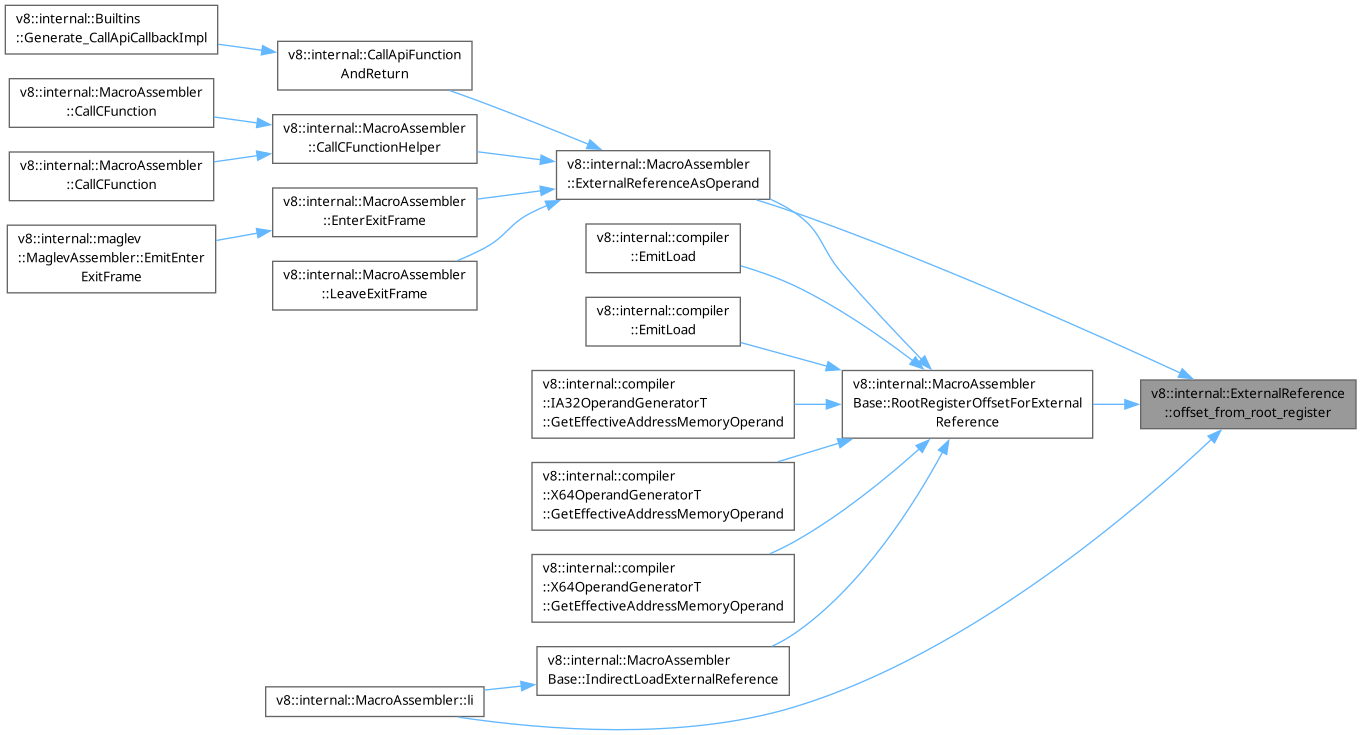 v8::internal::Builtins
::Generate_CallApiCallbackImpl
v8::internal::CallApiFunction
AndReturn
v8::internal::MacroAssembler
::CallCFunction
v8::internal::MacroAssembler
::CallCFunctionHelper
v8::internal::MacroAssembler
::CallCFunction
v8::internal::MacroAssembler
::ExternalReferenceAsOperand
v8::internal::MacroAssembler
::EnterExitFrame
v8::internal::maglev
::MaglevAssembler::EmitEnter
ExitFrame
v8::internal::MacroAssembler
::LeaveExitFrame
v8::internal::compiler
::EmitLoad
v8::internal::compiler
::EmitLoad
v8::internal::compiler
::IA32OperandGeneratorT
::GetEffectiveAddressMemoryOperand
v8::internal::MacroAssembler
Base::RootRegisterOffsetForExternal
Reference
v8::internal::ExternalReference
::offset_from_root_register
v8::internal::compiler
::X64OperandGeneratorT
::GetEffectiveAddressMemoryOperand
v8::internal::compiler
::X64OperandGeneratorT
::GetEffectiveAddressMemoryOperand
v8::internal::MacroAssembler
Base::IndirectLoadExternalReference
v8::internal::MacroAssembler::li